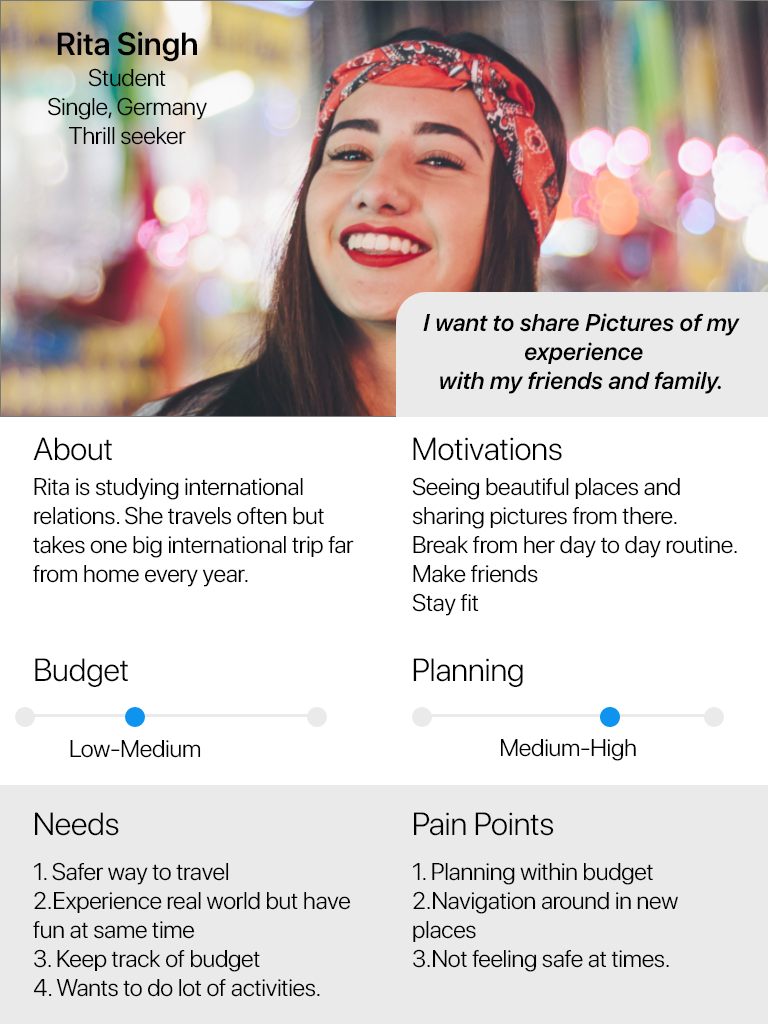 Rita Singh
Student
Single, Germany
Thrill seeker
I want to share Pictures of my
experience
with my friends and family.
About
Rita is studying international
relations. She travels often but
takes one big international trip far
from home every year.
Motivations
Seeing beautiful places and
sharing pictures from there.
Break from her day to day routine.
Make friends
Stay fit
Budget
Low-Medium
Planning
Medium-High
Needs
1. Safer way to travel
2.Experience real world but have
fun at same time
3. Keep track of budget
4. Wants to do lot of activities.
Pain Points
1. Planning within budget
2.Navigation around in new
places
3.Not feeling safe at times.